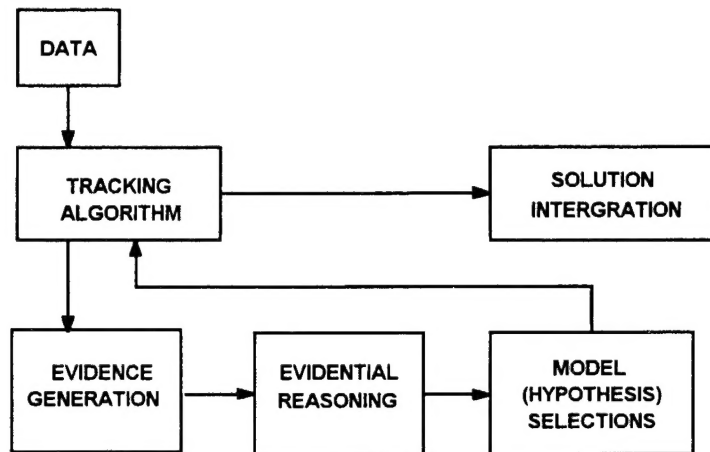 DATA
TRACKING
ALGORITHM
SOLUTION
INTERGRATION
EVIDENCE
GENERATION
EVIDENTIAL
REASONING
MODEL
(HYPOTHESIS)
SELECTIONS